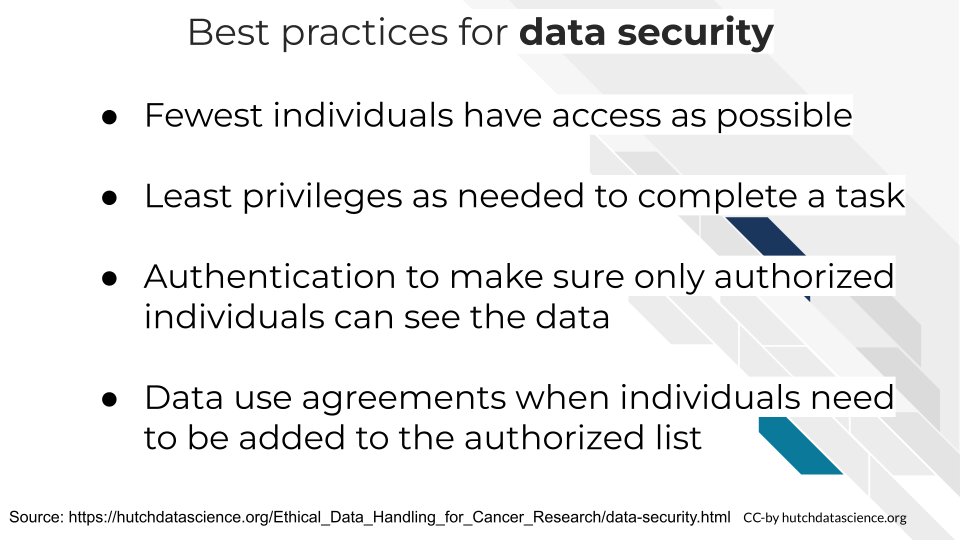 Best practices for data security
● Fewest individuals have access as possible
● Least privileges as needed to complete a task
● Authentication to make sure only authorized
individuals can see the data
● Data use agreements when individuals need
to be added to the authorized list
Source: https://hutchdatascience.org/Ethical_Data_Handling_for_Cancer_Research/data-security.html CC-by hutchdatascience.org